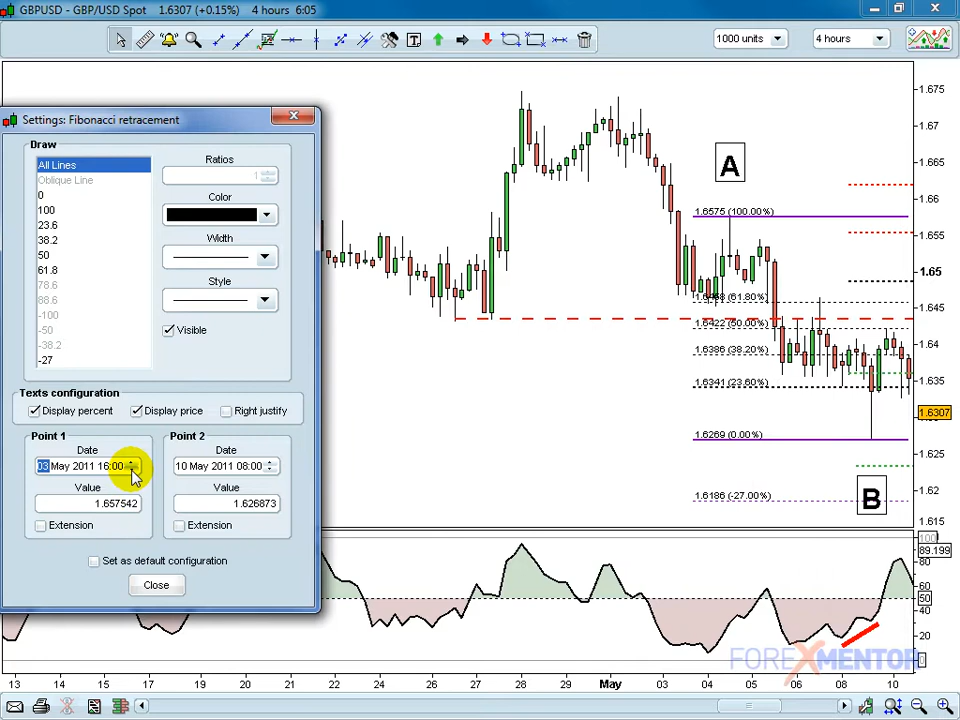 GBPUSD - GBP/USD Spot 1.6307 (+0.15%) 4 hours 6:05
1000 units
4 hours
Settings: Fibonacci retracement
Draw
All Lines
Oblique Line
0
100
23.6
38.2
50
61.8
78.6
88.6
-100
-50
-38.2
-27
Ratios
1
Color
Width
Style
Visible
Texts configuration
Display percent
Display price
Right justify
Point 1
Date
03 May 2011 16:00
Value
1.657542
Extension
Point 2
Date
10 May 2011 08:00
Value
1.626873
Extension
Set as default configuration
Close
A
1.6575 (100.00%)
1.6422 (50.00%)
1.6386 (38.20%)
1.6341 (23.60%)
1.6269 (0.00%)
1.6186 (-27.00%)
B
1.675
1.67
1.665
1.66
1.655
1.65
1.645
1.64
1.635
1.6307
1.625
1.62
1.615
100
89.199
80
50
40
20
0
FOREXMENTOR
13 14 15 17 18 19 20 21 22 24 25 26 27 28 29 May 03 04 05 06 08 10